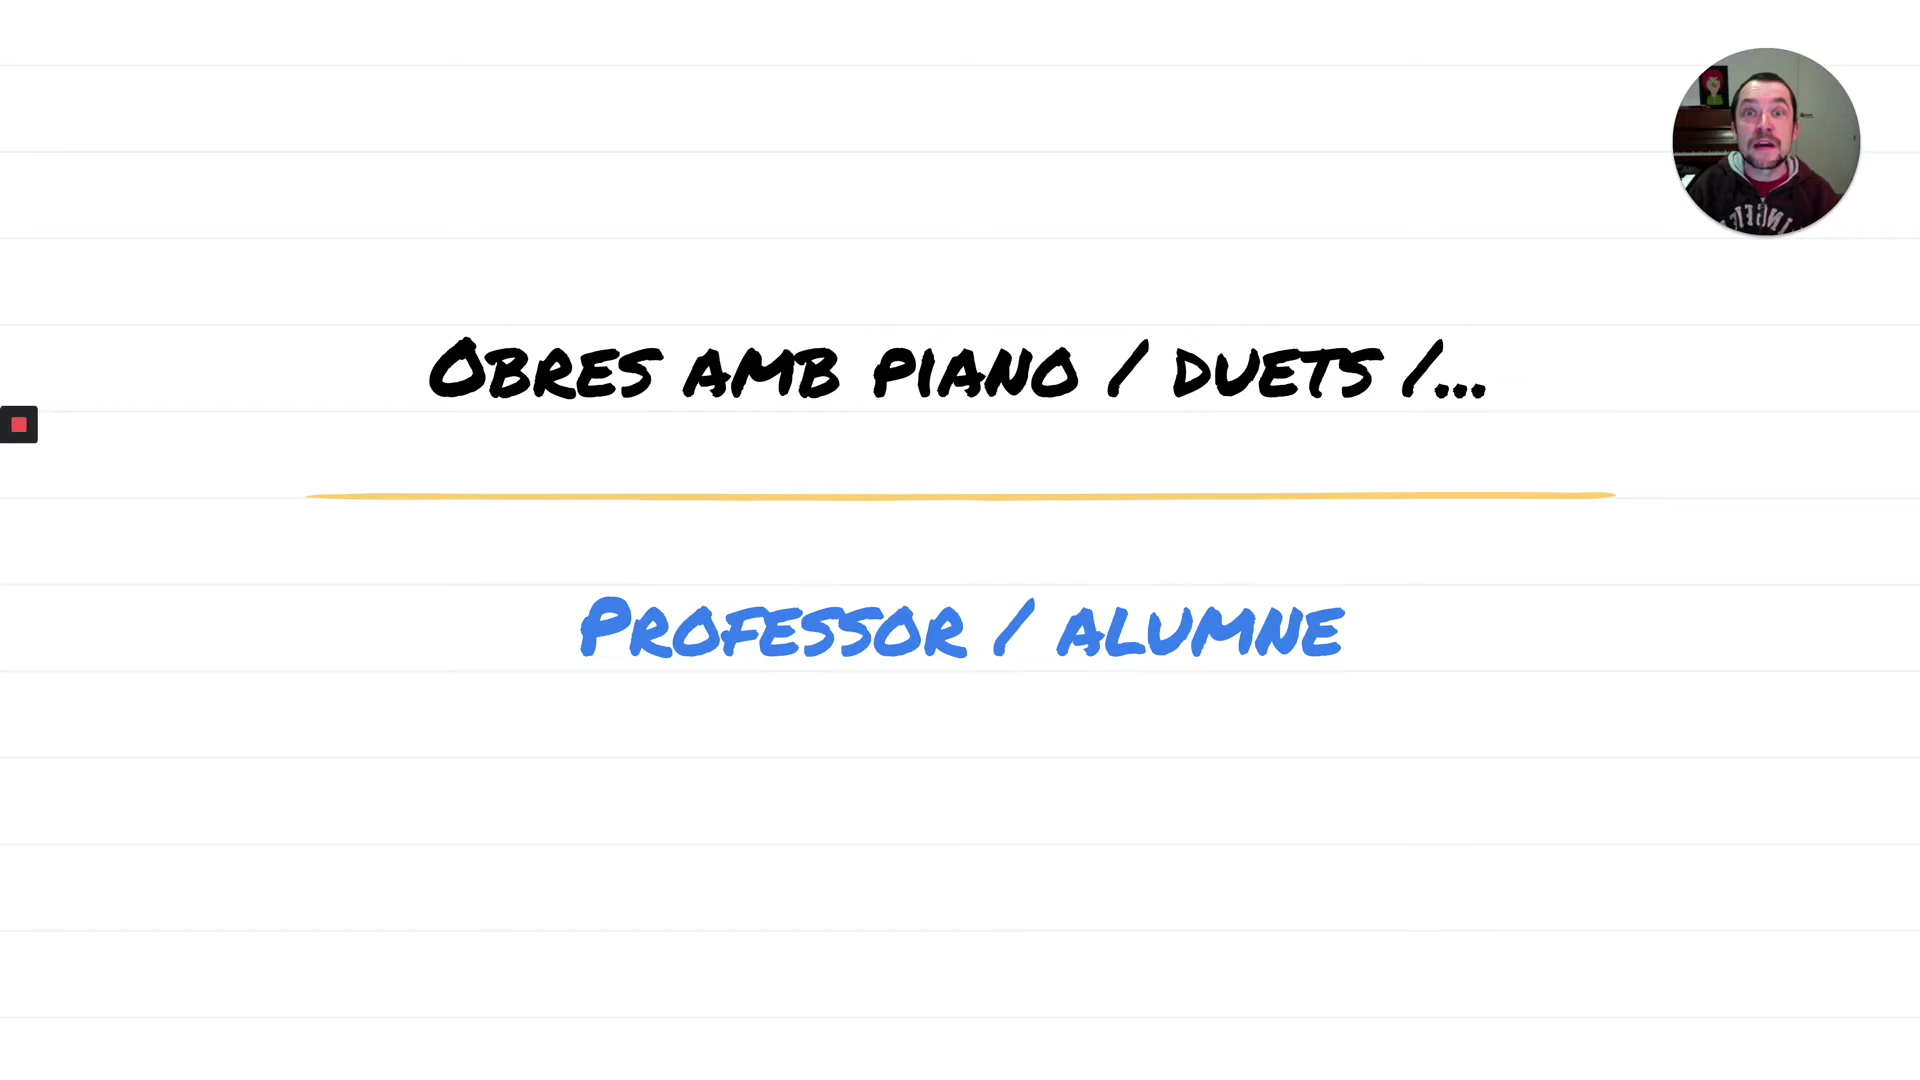 Obres amb piano / duets /...
Professor / alumne